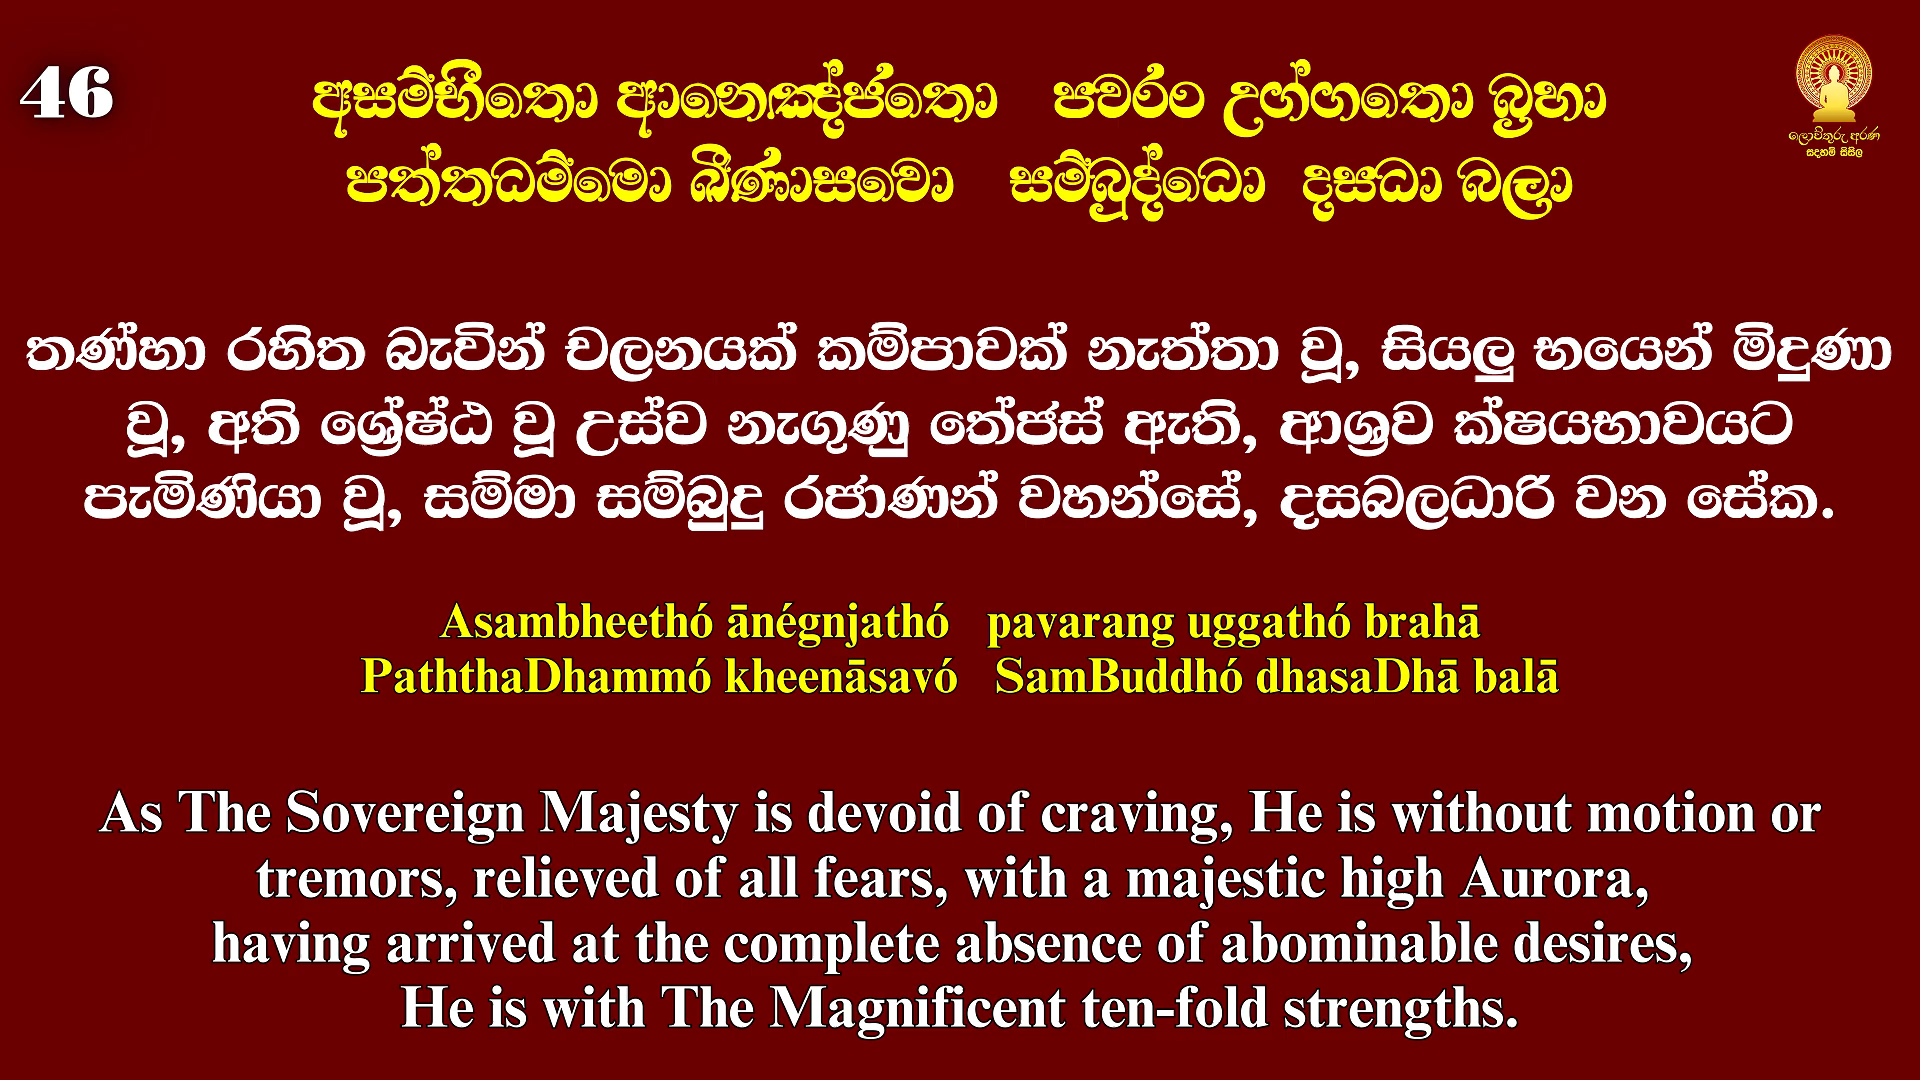 46
අසම්භීතො ආනෙඤ්ජතො පවරං උග්ගතො බ්‍රහා
පත්තධම්මො ඛීණාසවො සම්බුද්ධො දසධා බලා
ලොවිතුරු අරණ
සදහම් සිසිල
තණ්හා රහිත බැවින් චලනයක් කම්පාවක් නැත්තා වූ, සියලු භයෙන් මිදුණා
වූ, අති ශ්‍රේෂ්ඨ වූ උස්ව නැගුණු තේජස් ඇති, ආශ්‍රව ක්ෂයභාවයට
පැමිණියා වූ, සම්මා සම්බුදු රජාණන් වහන්සේ, දසබලධාරි වන සේක.
Asambheethó ānégnjathó pavarang uggathó brahā
PaththaDhammó kheenāsavó SamBuddhó dhasaDhā balā
As The Sovereign Majesty is devoid of craving, He is without motion or
tremors, relieved of all fears, with a majestic high Aurora,
having arrived at the complete absence of abominable desires,
He is with The Magnificent ten-fold strengths.